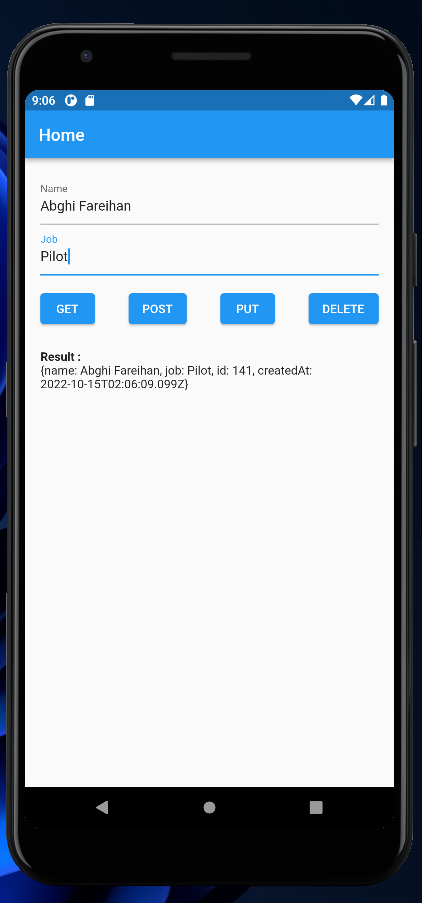 9:06
Home
Name
Abghi Fareihan
Job
Pilot
GET POST PUT DELETE
Result :
{name: Abghi Fareihan, job: Pilot, id: 141, createdAt:
2022-10-15T02:06:09.099Z}